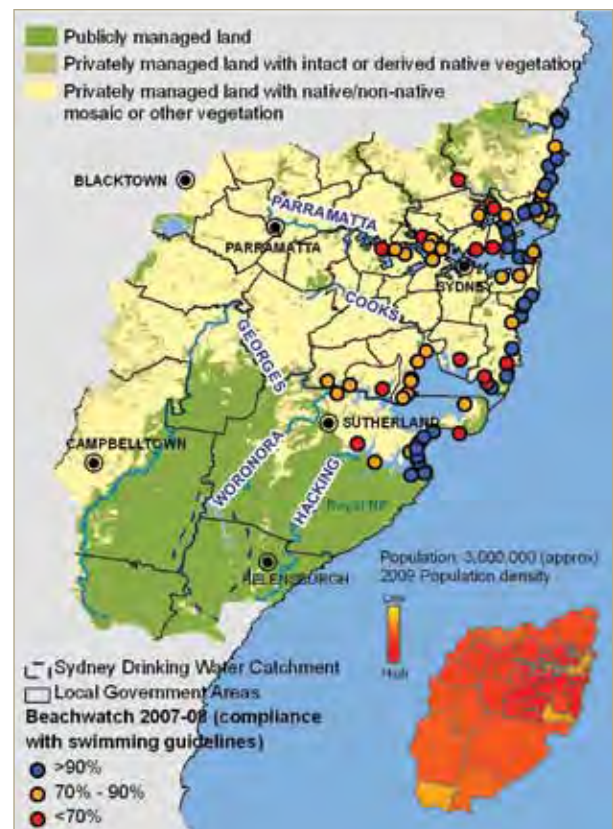 Publicly managed land
Privately managed land with intact or derived native vegetation
Privately managed land with native/non-native
mosaic or other vegetation
BLACKTOWN
PARRAMATTA
PARRAMATTA
SYDNEY
COOKS
GEORGES
SUTHERLAND
CAMPBELLTOWN
WORONORA
HACKING
Royal NP
HELENSBURGH
Population: 3,000,000 (approx)
2009 Population density
Low
High
Sydney Drinking Water Catchment
Local Government Areas
Beachwatch 2007-08 (compliance
with swimming guidelines)
>90%
70% - 90%
<70%